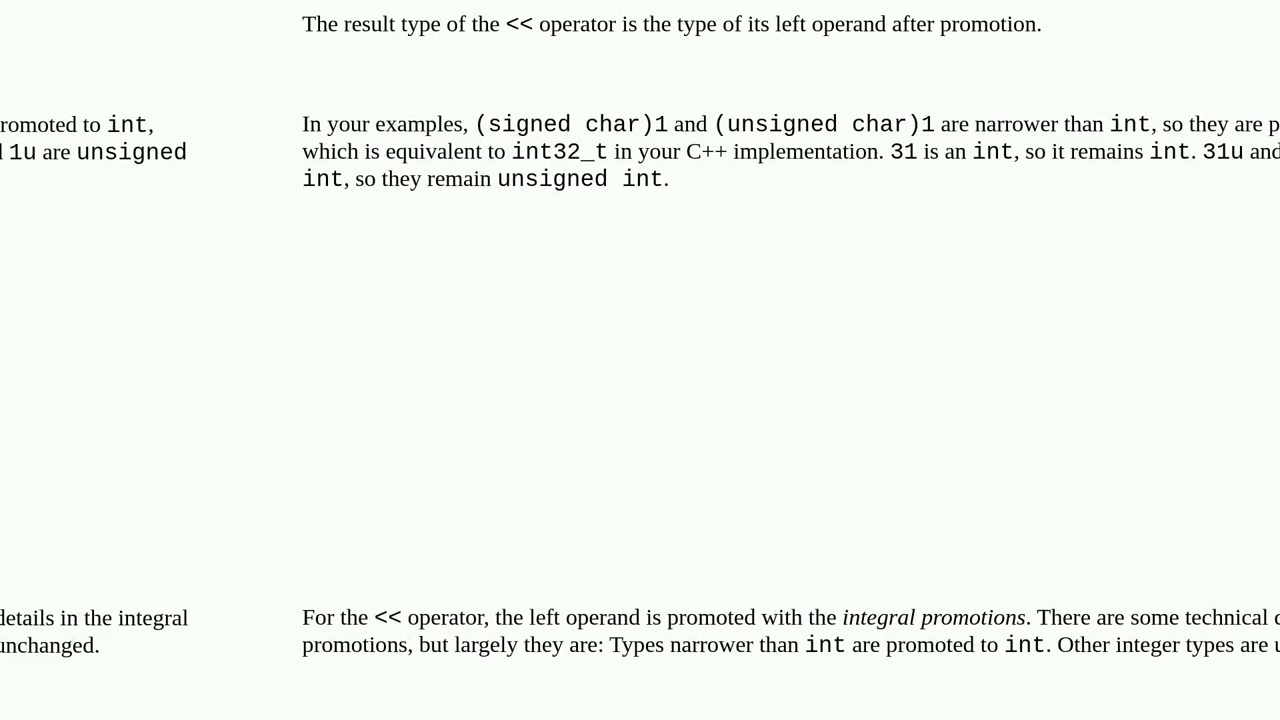 The result type of the << operator is the type of its left operand after promotion.
romoted to int,
1u are unsigned
In your examples, (signed char)1 and (unsigned char)1 are narrower than int, so they are p
which is equivalent to int32_t in your C++ implementation. 31 is an int, so it remains int. 31u and
int, so they remain unsigned int.
details in the integral
unchanged.
For the << operator, the left operand is promoted with the integral promotions. There are some technical d
promotions, but largely they are: Types narrower than int are promoted to int. Other integer types are u